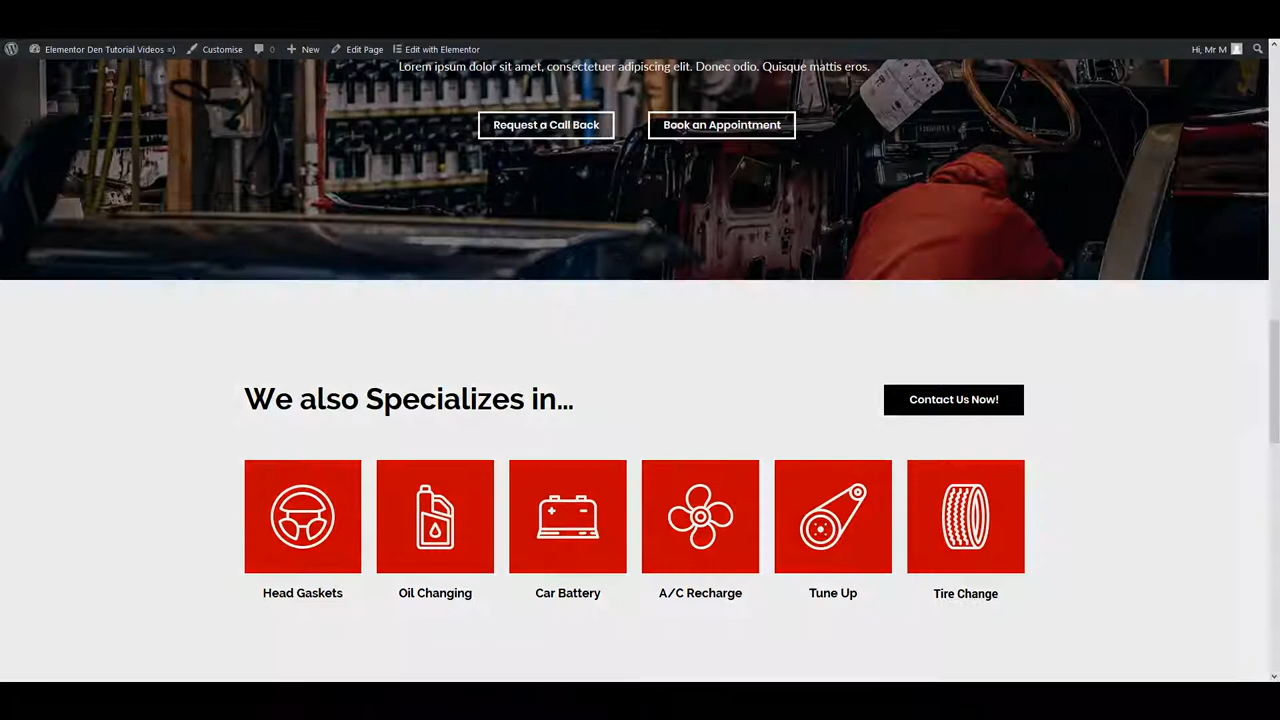 Elementor Den Tutorial Videos =) Customise 0 New Edit Page Edit with Elementor Hi, Mr M
Lorem ipsum dolor sit amet, consectetuer adipiscing elit. Donec odio. Quisque mattis eros.
Request a Call Back Book an Appointment
We also Specializes in... Contact Us Now!
Head Gaskets Oil Changing Car Battery A/C Recharge Tune Up Tire Change